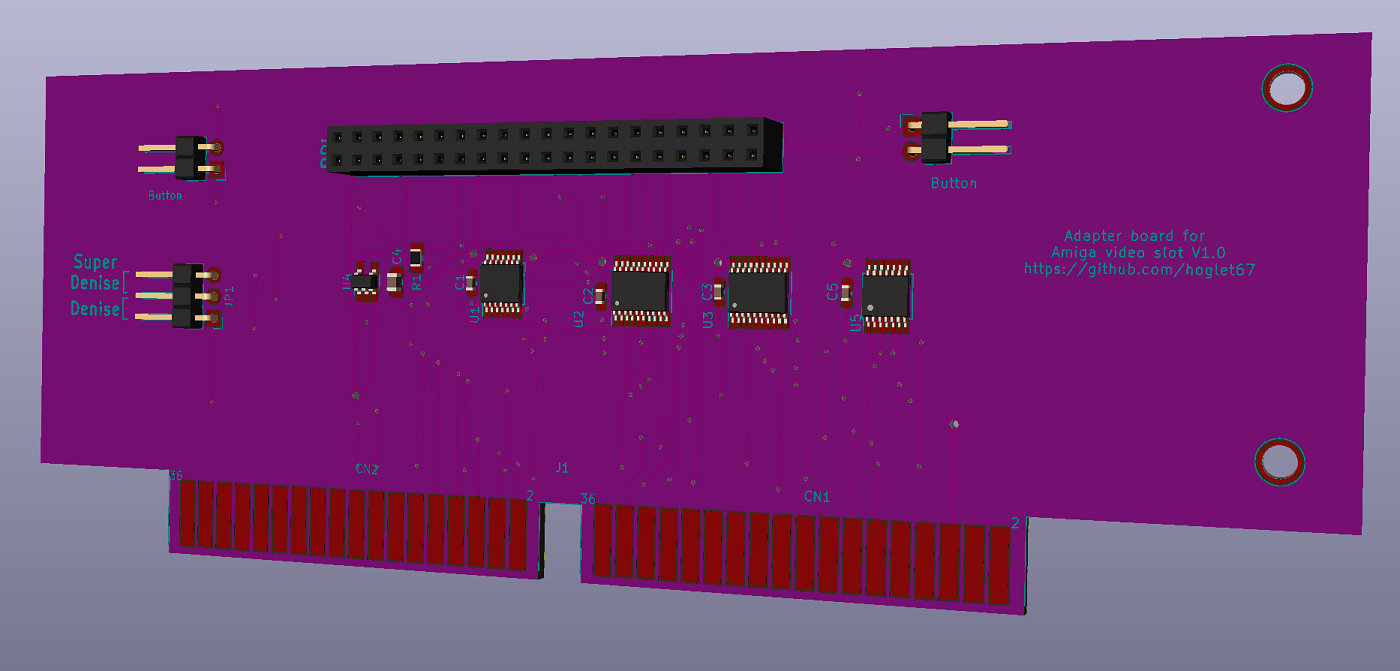 Button
Button
Adapter board for
Amiga video slot V1.0
https://github.com/hoglet67
Super
Denise
Denise
JP1
U4
C4
R1
C1
U1
C2
U2
C3
U3
C5
U5
36
CN2
J1
2
36
CN1
2